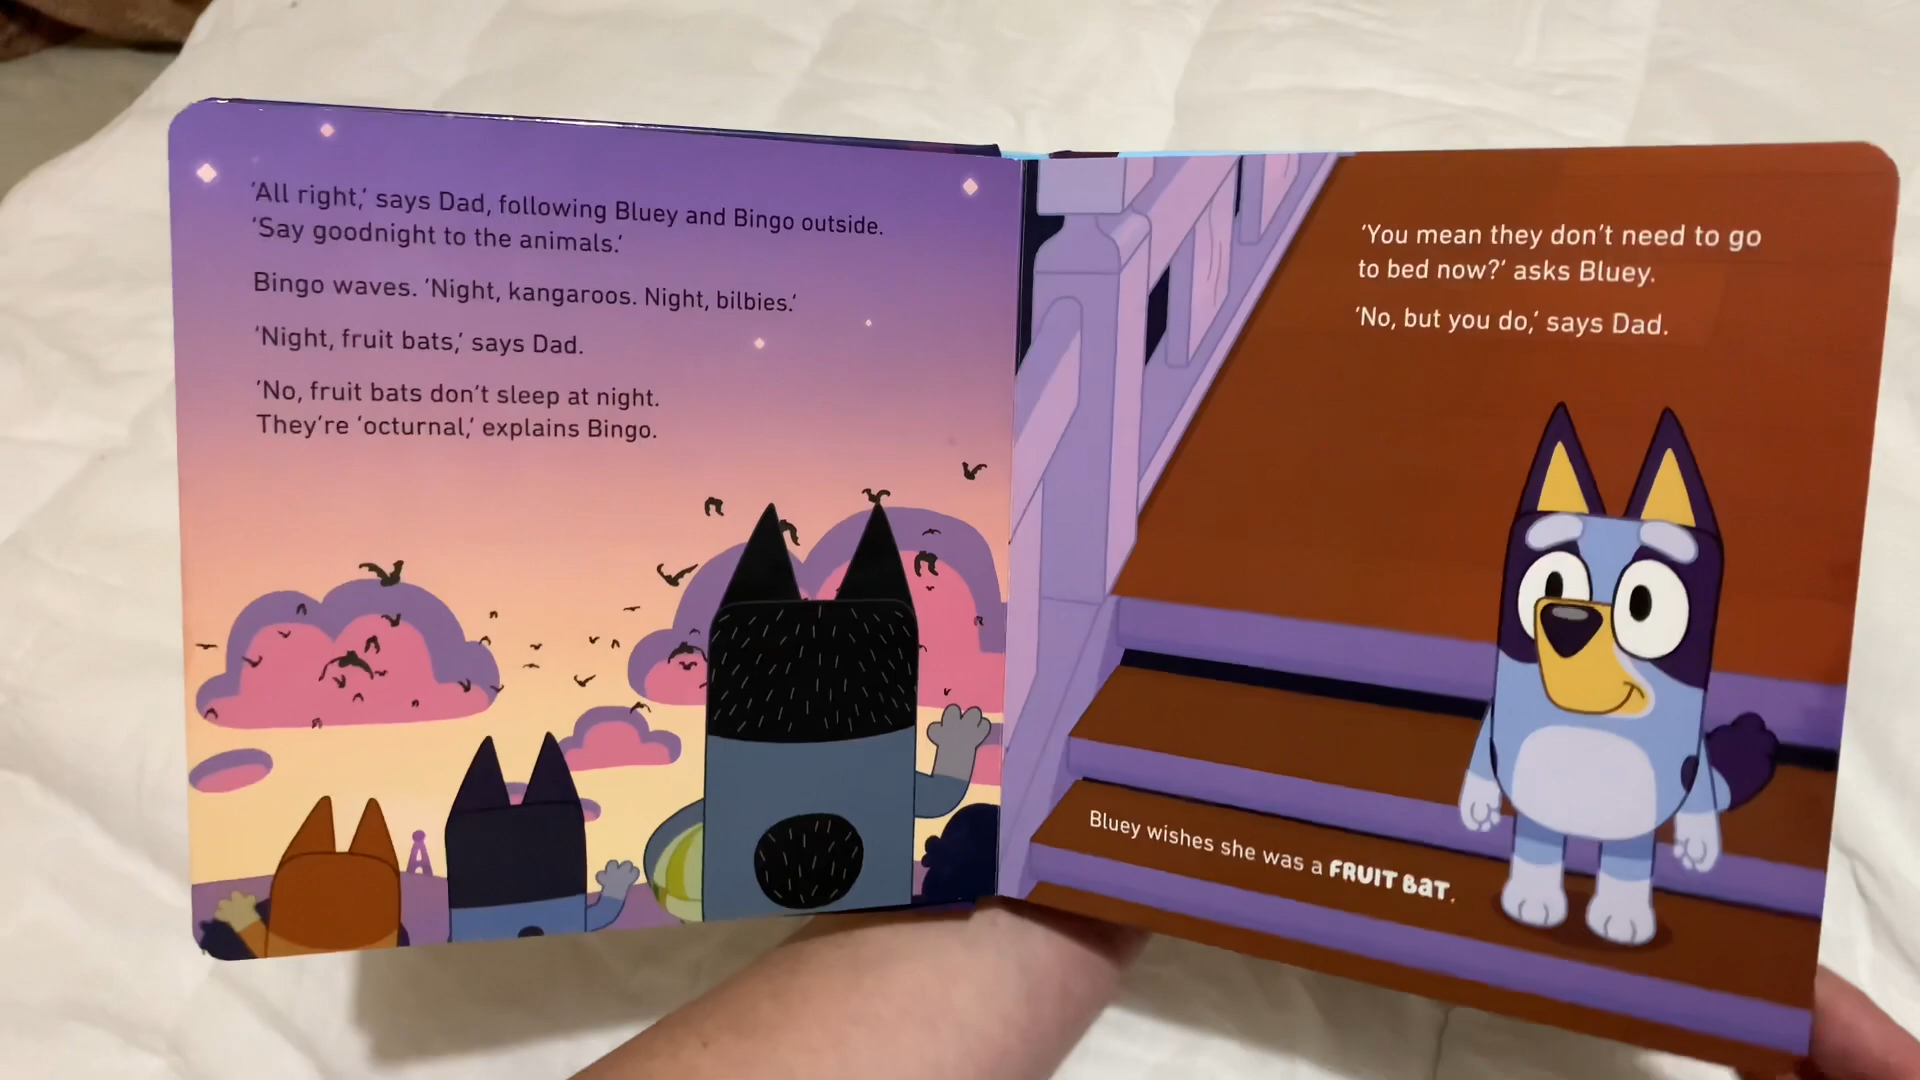 ‘All right,’ says Dad, following Bluey and Bingo outside.
‘Say goodnight to the animals.’
Bingo waves. ‘Night, kangaroos. Night, bilbies.’
‘Night, fruit bats,’ says Dad.
‘No, fruit bats don’t sleep at night.
They’re ‘octurnal,’ explains Bingo.
‘You mean they don’t need to go
to bed now?’ asks Bluey.
‘No, but you do,’ says Dad.
Bluey wishes she was a FRUIT BaT.